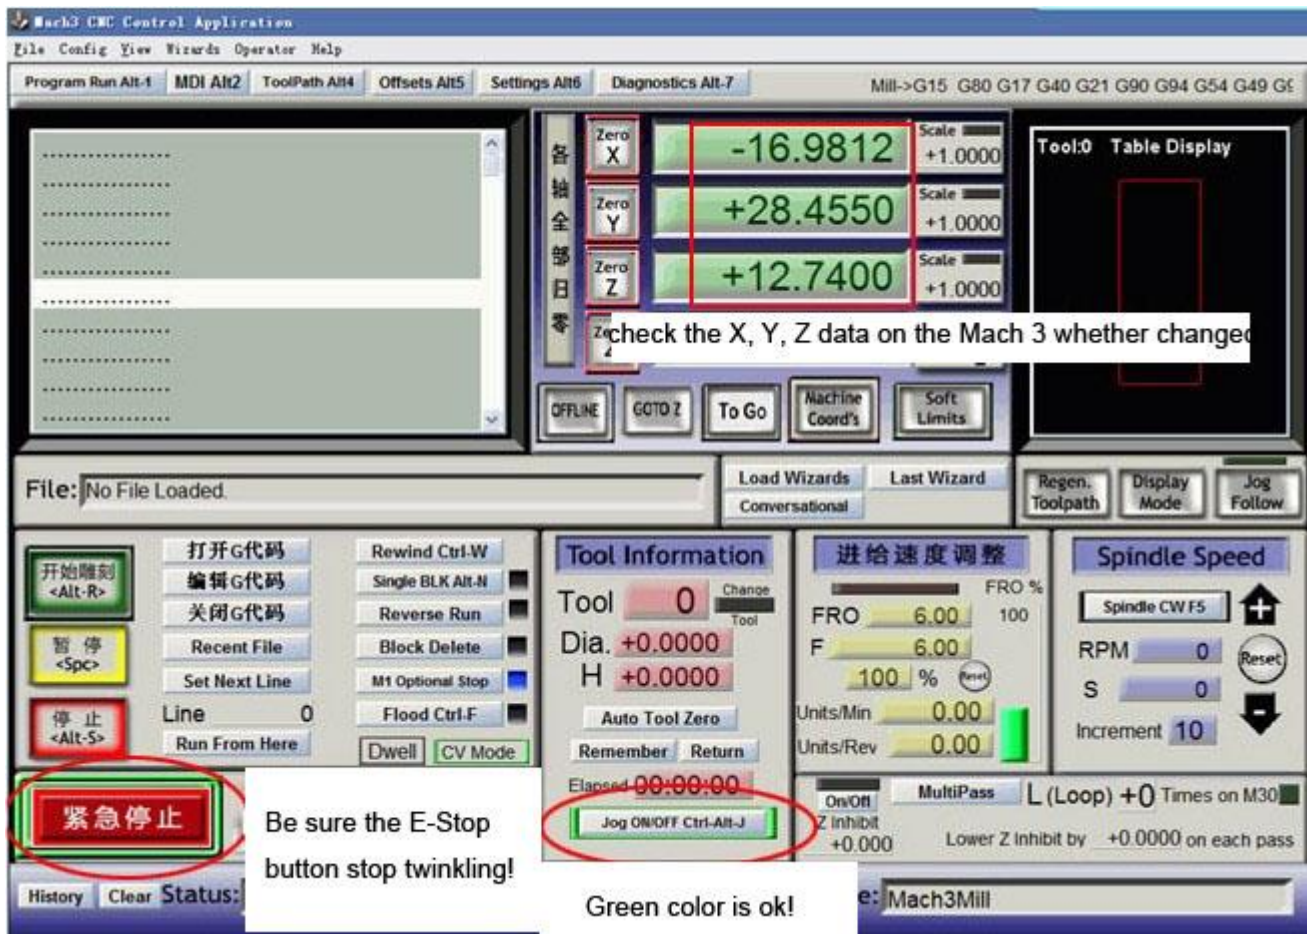 Mach3 CNC Control Application
File Config View Wizards Operator Help
Program Run Alt-1 MDI Alt2 ToolPath Alt4 Offsets Alt5 Settings Alt6 Diagnostics Alt-7 Mill->G15 G80 G17 G40 G21 G90 G94 G54 G49 G9
各轴全部归零
Zero X -16.9812 Scale +1.0000
Zero Y +28.4550 Scale +1.0000
Zero Z +12.7400 Scale +1.0000
Tool:0 Table Display
check the X, Y, Z data on the Mach 3 whether changed
OFFLINE GOTO Z To Go Machine Coord's Soft Limits
File: No File Loaded.
Load Wizards Last Wizard
Conversational
Regen. Toolpath Display Mode Jog Follow
开始雕刻
<Alt-R>
暂停
<Spc>
停止
<Alt-S>
打开G代码
编辑G代码
关闭G代码
Recent File
Set Next Line
Line 0
Run From Here
Rewind Ctrl-W
Single BLK Alt-N
Reverse Run
Block Delete
M1 Optional Stop
Flood Ctrl-F
Dwell CV Mode
Tool Information
Tool 0 Change Tool
Dia. +0.0000
H +0.0000
Auto Tool Zero
Remember Return
Elapsed 00:00:00
Jog ON/OFF Ctrl-Alt-J
进给速度调整
FRO %
FRO 6.00 100
F 6.00
100 % Reset
Units/Min 0.00
Units/Rev 0.00
Spindle Speed
Spindle CW F5
RPM 0 Reset
S 0
Increment 10
紧急停止
Be sure the E-Stop
button stop twinkling!
Green color is ok!
On/Off
Z Inhibit
+0.000
MultiPass L (Loop) +0 Times on M30
Lower Z Inhibit by +0.0000 on each pass
History Clear Status:
e: Mach3Mill